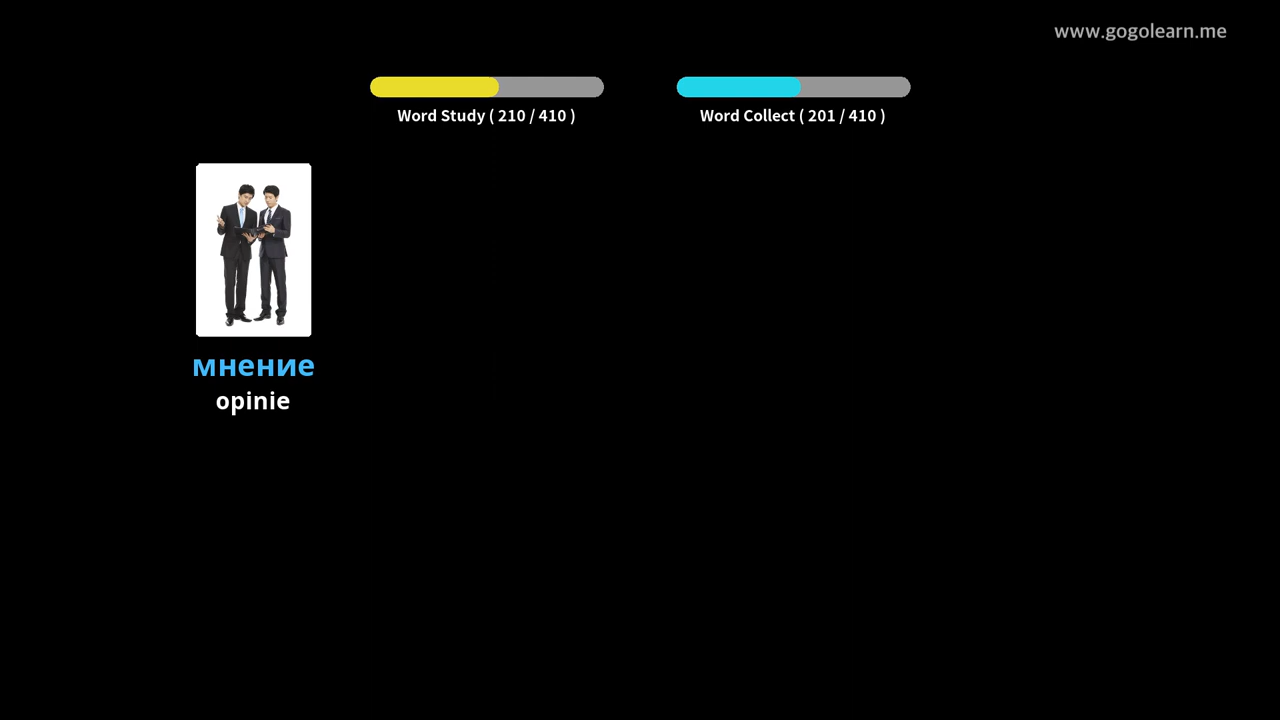 www.gogolearn.me
Word Study ( 210 / 410 )
Word Collect ( 201 / 410 )
мнение
opinie